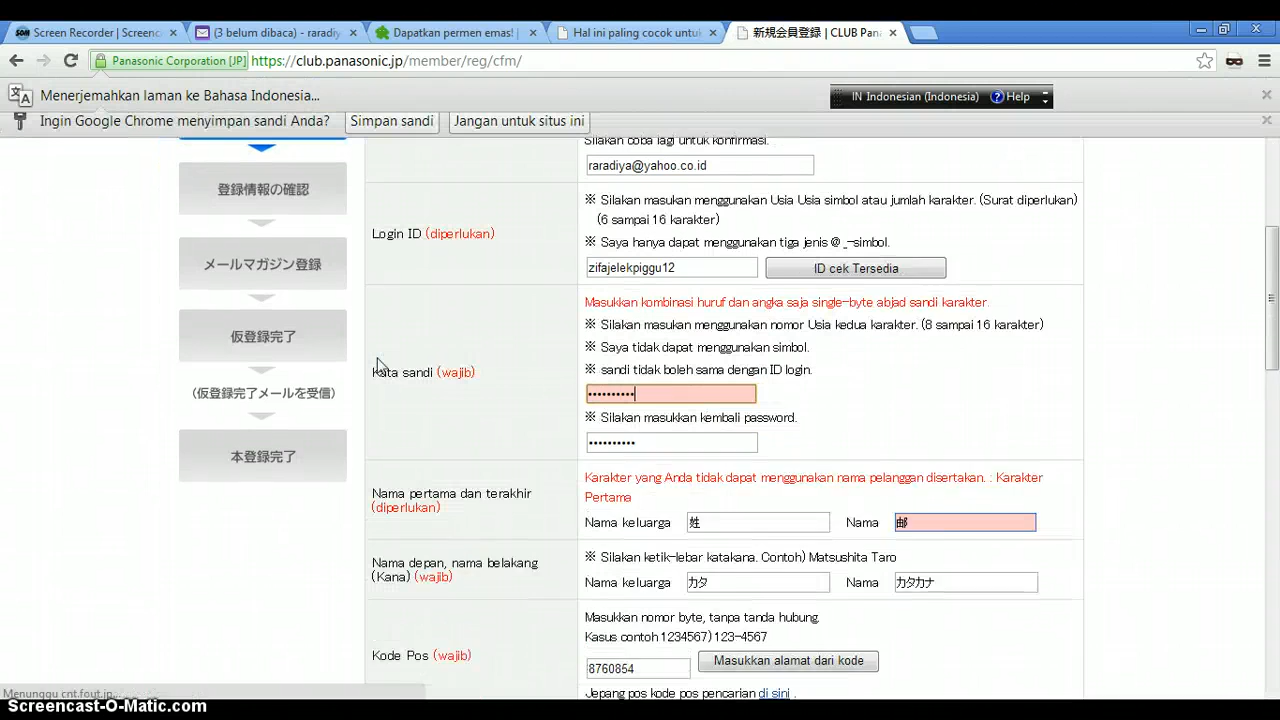 Screen Recorder | Screenc
(3 belum dibaca) - raradiy
Dapatkan permen emas! |
Hal ini paling cocok untuk
新規会員登録 | CLUB Pan
Panasonic Corporation [JP] https://club.panasonic.jp/member/reg/cfm/
Menerjemahkan laman ke Bahasa Indonesia...
IN Indonesian (Indonesia) Help
Ingin Google Chrome menyimpan sandi Anda? Simpan sandi Jangan untuk situs ini
Silakan coba lagi untuk konfirmasi.
raradiya@yahoo.co.id
登録情報の確認
メールマガジン登録
仮登録完了
(仮登録完了メールを受信)
本登録完了
Login ID (diperlukan)
※ Silakan masukan menggunakan Usia Usia simbol atau jumlah karakter. (Surat diperlukan)
(6 sampai 16 karakter)
※ Saya hanya dapat menggunakan tiga jenis @ _-simbol.
zifajelekpiggu12 ID cek Tersedia
Kata sandi (wajib)
Masukkan kombinasi huruf dan angka saja single-byte abjad sandi karakter.
※ Silakan masukan menggunakan nomor Usia kedua karakter. (8 sampai 16 karakter)
※ Saya tidak dapat menggunakan simbol.
※ sandi tidak boleh sama dengan ID login.
••••••••••
※ Silakan masukkan kembali password.
••••••••••
Nama pertama dan terakhir
(diperlukan)
Karakter yang Anda tidak dapat menggunakan nama pelanggan disertakan. : Karakter
Pertama
Nama keluarga 姓 Nama 邮
Nama depan, nama belakang
(Kana) (wajib)
※ Silakan ketik-lebar katakana. Contoh) Matsushita Taro
Nama keluarga カタ Nama カタカナ
Kode Pos (wajib)
Masukkan nomor byte, tanpa tanda hubung.
Kasus contoh 1234567) 123-4567
8760854 Masukkan alamat dari kode
Jepang pos kode pos pencarian di sini .
Menunggu cnt.fout.jp...
Screencast-O-Matic.com